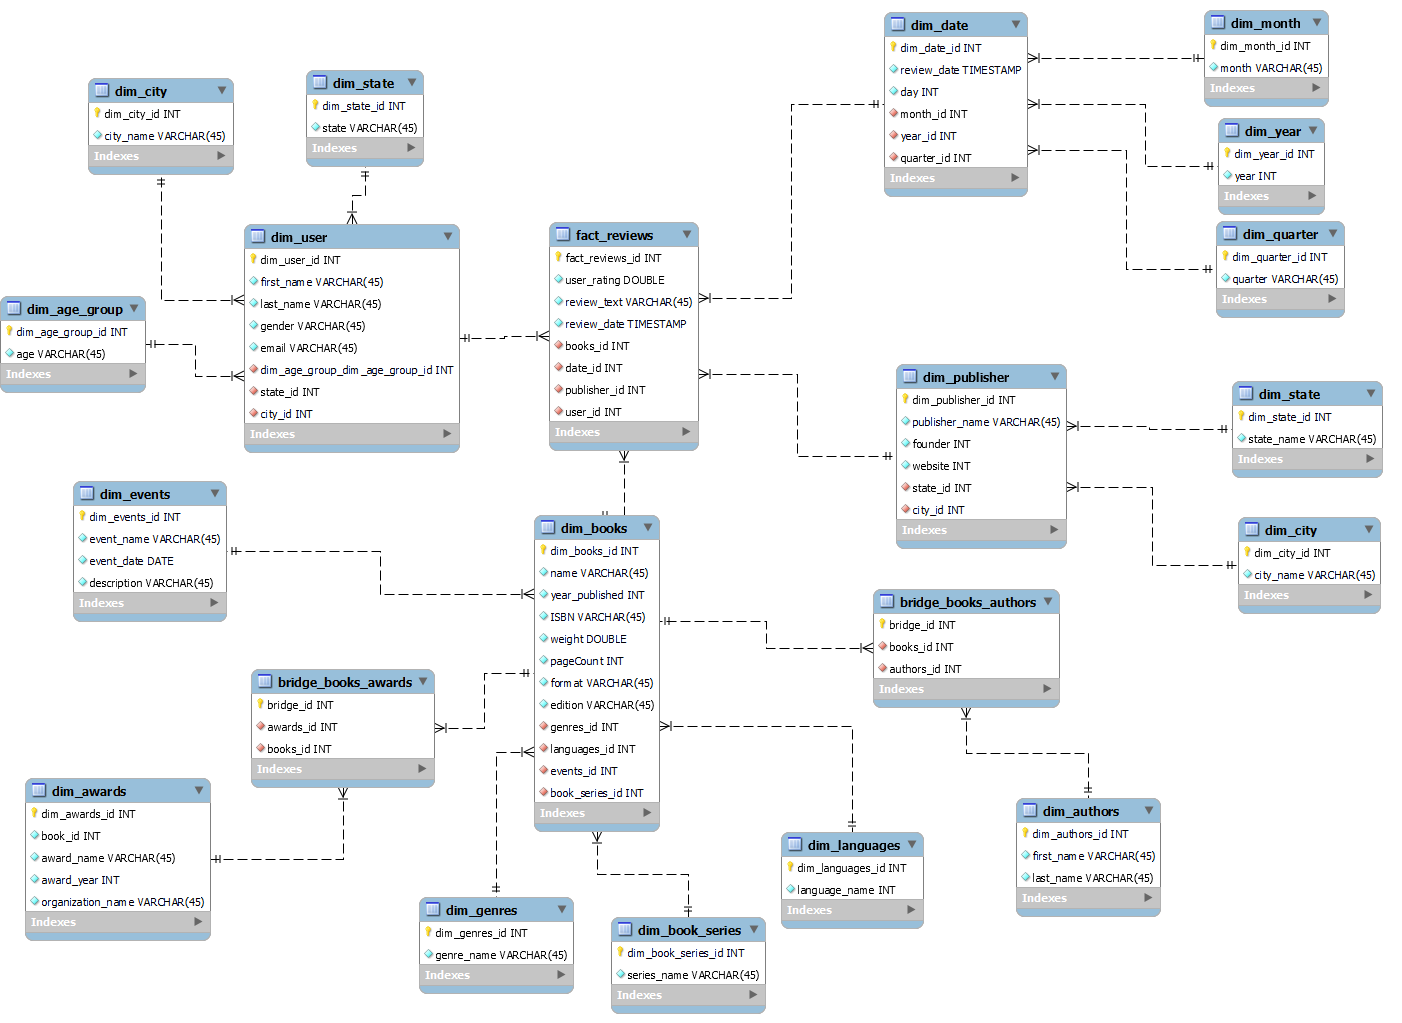 dim_date
dim_date_id INT
review_date TIMESTAMP
day INT
month_id INT
year_id INT
quarter_id INT
Indexes
dim_month
dim_month_id INT
month VARCHAR(45)
Indexes
dim_city
dim_city_id INT
city_name VARCHAR(45)
Indexes
dim_state
dim_state_id INT
state VARCHAR(45)
Indexes
dim_year
dim_year_id INT
year INT
Indexes
dim_quarter
dim_quarter_id INT
quarter VARCHAR(45)
Indexes
dim_user
dim_user_id INT
first_name VARCHAR(45)
last_name VARCHAR(45)
gender VARCHAR(45)
email VARCHAR(45)
dim_age_group_dim_age_group_id INT
state_id INT
city_id INT
Indexes
fact_reviews
fact_reviews_id INT
user_rating DOUBLE
review_text VARCHAR(45)
review_date TIMESTAMP
books_id INT
date_id INT
publisher_id INT
user_id INT
Indexes
dim_age_group
dim_age_group_id INT
age VARCHAR(45)
Indexes
dim_publisher
dim_publisher_id INT
publisher_name VARCHAR(45)
founder INT
website INT
state_id INT
city_id INT
Indexes
dim_state
dim_state_id INT
state_name VARCHAR(45)
Indexes
dim_events
dim_events_id INT
event_name VARCHAR(45)
event_date DATE
description VARCHAR(45)
Indexes
dim_books
dim_books_id INT
name VARCHAR(45)
year_published INT
ISBN VARCHAR(45)
weight DOUBLE
pageCount INT
format VARCHAR(45)
edition VARCHAR(45)
genres_id INT
languages_id INT
events_id INT
book_series_id INT
Indexes
dim_city
dim_city_id INT
city_name VARCHAR(45)
Indexes
bridge_books_authors
bridge_id INT
books_id INT
authors_id INT
Indexes
bridge_books_awards
bridge_id INT
awards_id INT
books_id INT
Indexes
dim_awards
dim_awards_id INT
book_id INT
award_name VARCHAR(45)
award_year INT
organization_name VARCHAR(45)
Indexes
dim_authors
dim_authors_id INT
first_name VARCHAR(45)
last_name VARCHAR(45)
Indexes
dim_languages
dim_languages_id INT
language_name INT
Indexes
dim_genres
dim_genres_id INT
genre_name VARCHAR(45)
Indexes
dim_book_series
dim_book_series_id INT
series_name VARCHAR(45)
Indexes